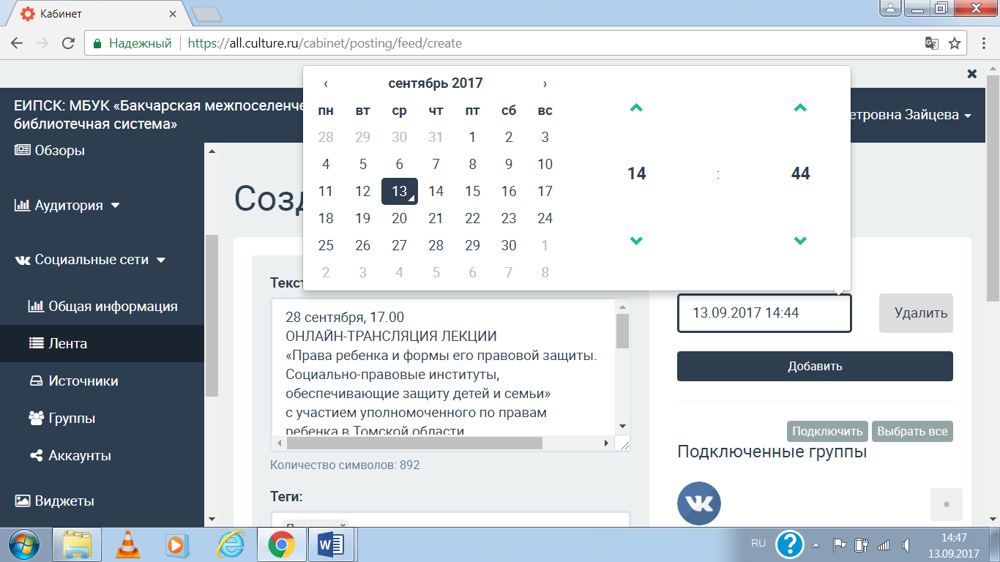 Кабинет
Надежный
https://all.culture.ru/cabinet/posting/feed/create
ЕИПСК: МБУК «Бакчарская межпоселенче
библиотечная система»
етровна Зайцева
Обзоры
Аудитория
Социальные сети
Общая информация
Лента
Источники
Группы
Аккаунты
Виджеты
‹ сентябрь 2017 ›
пн вт ср чт пт сб вс
28 29 30 31 1 2 3
4 5 6 7 8 9 10
11 12 13 14 15 16 17
18 19 20 21 22 23 24
25 26 27 28 29 30 1
2 3 4 5 6 7 8
14 : 44
Созд
Текст
28 сентября, 17.00
ОНЛАЙН-ТРАНСЛЯЦИЯ ЛЕКЦИИ
«Права ребенка и формы его правовой защиты.
Социально-правовые институты,
обеспечивающие защиту детей и семьи»
с участием уполномоченного по правам
ребенка в Томской области
Количество символов: 892
Теги:
13.09.2017 14:44
Удалить
Добавить
Подключить
Выбрать все
Подключенные группы
RU
14:47
13.09.2017